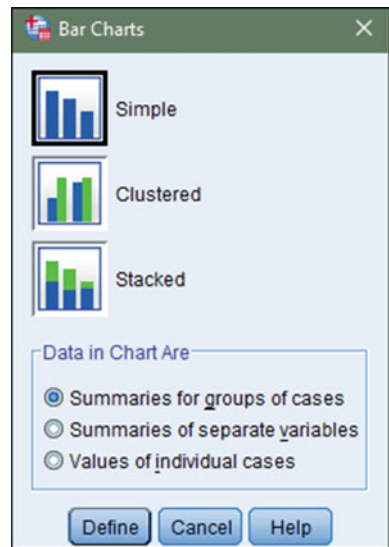 Bar Charts
Simple
Clustered
Stacked
Data in Chart Are
Summaries for groups of cases
Summaries of separate variables
Values of individual cases
Define Cancel Help